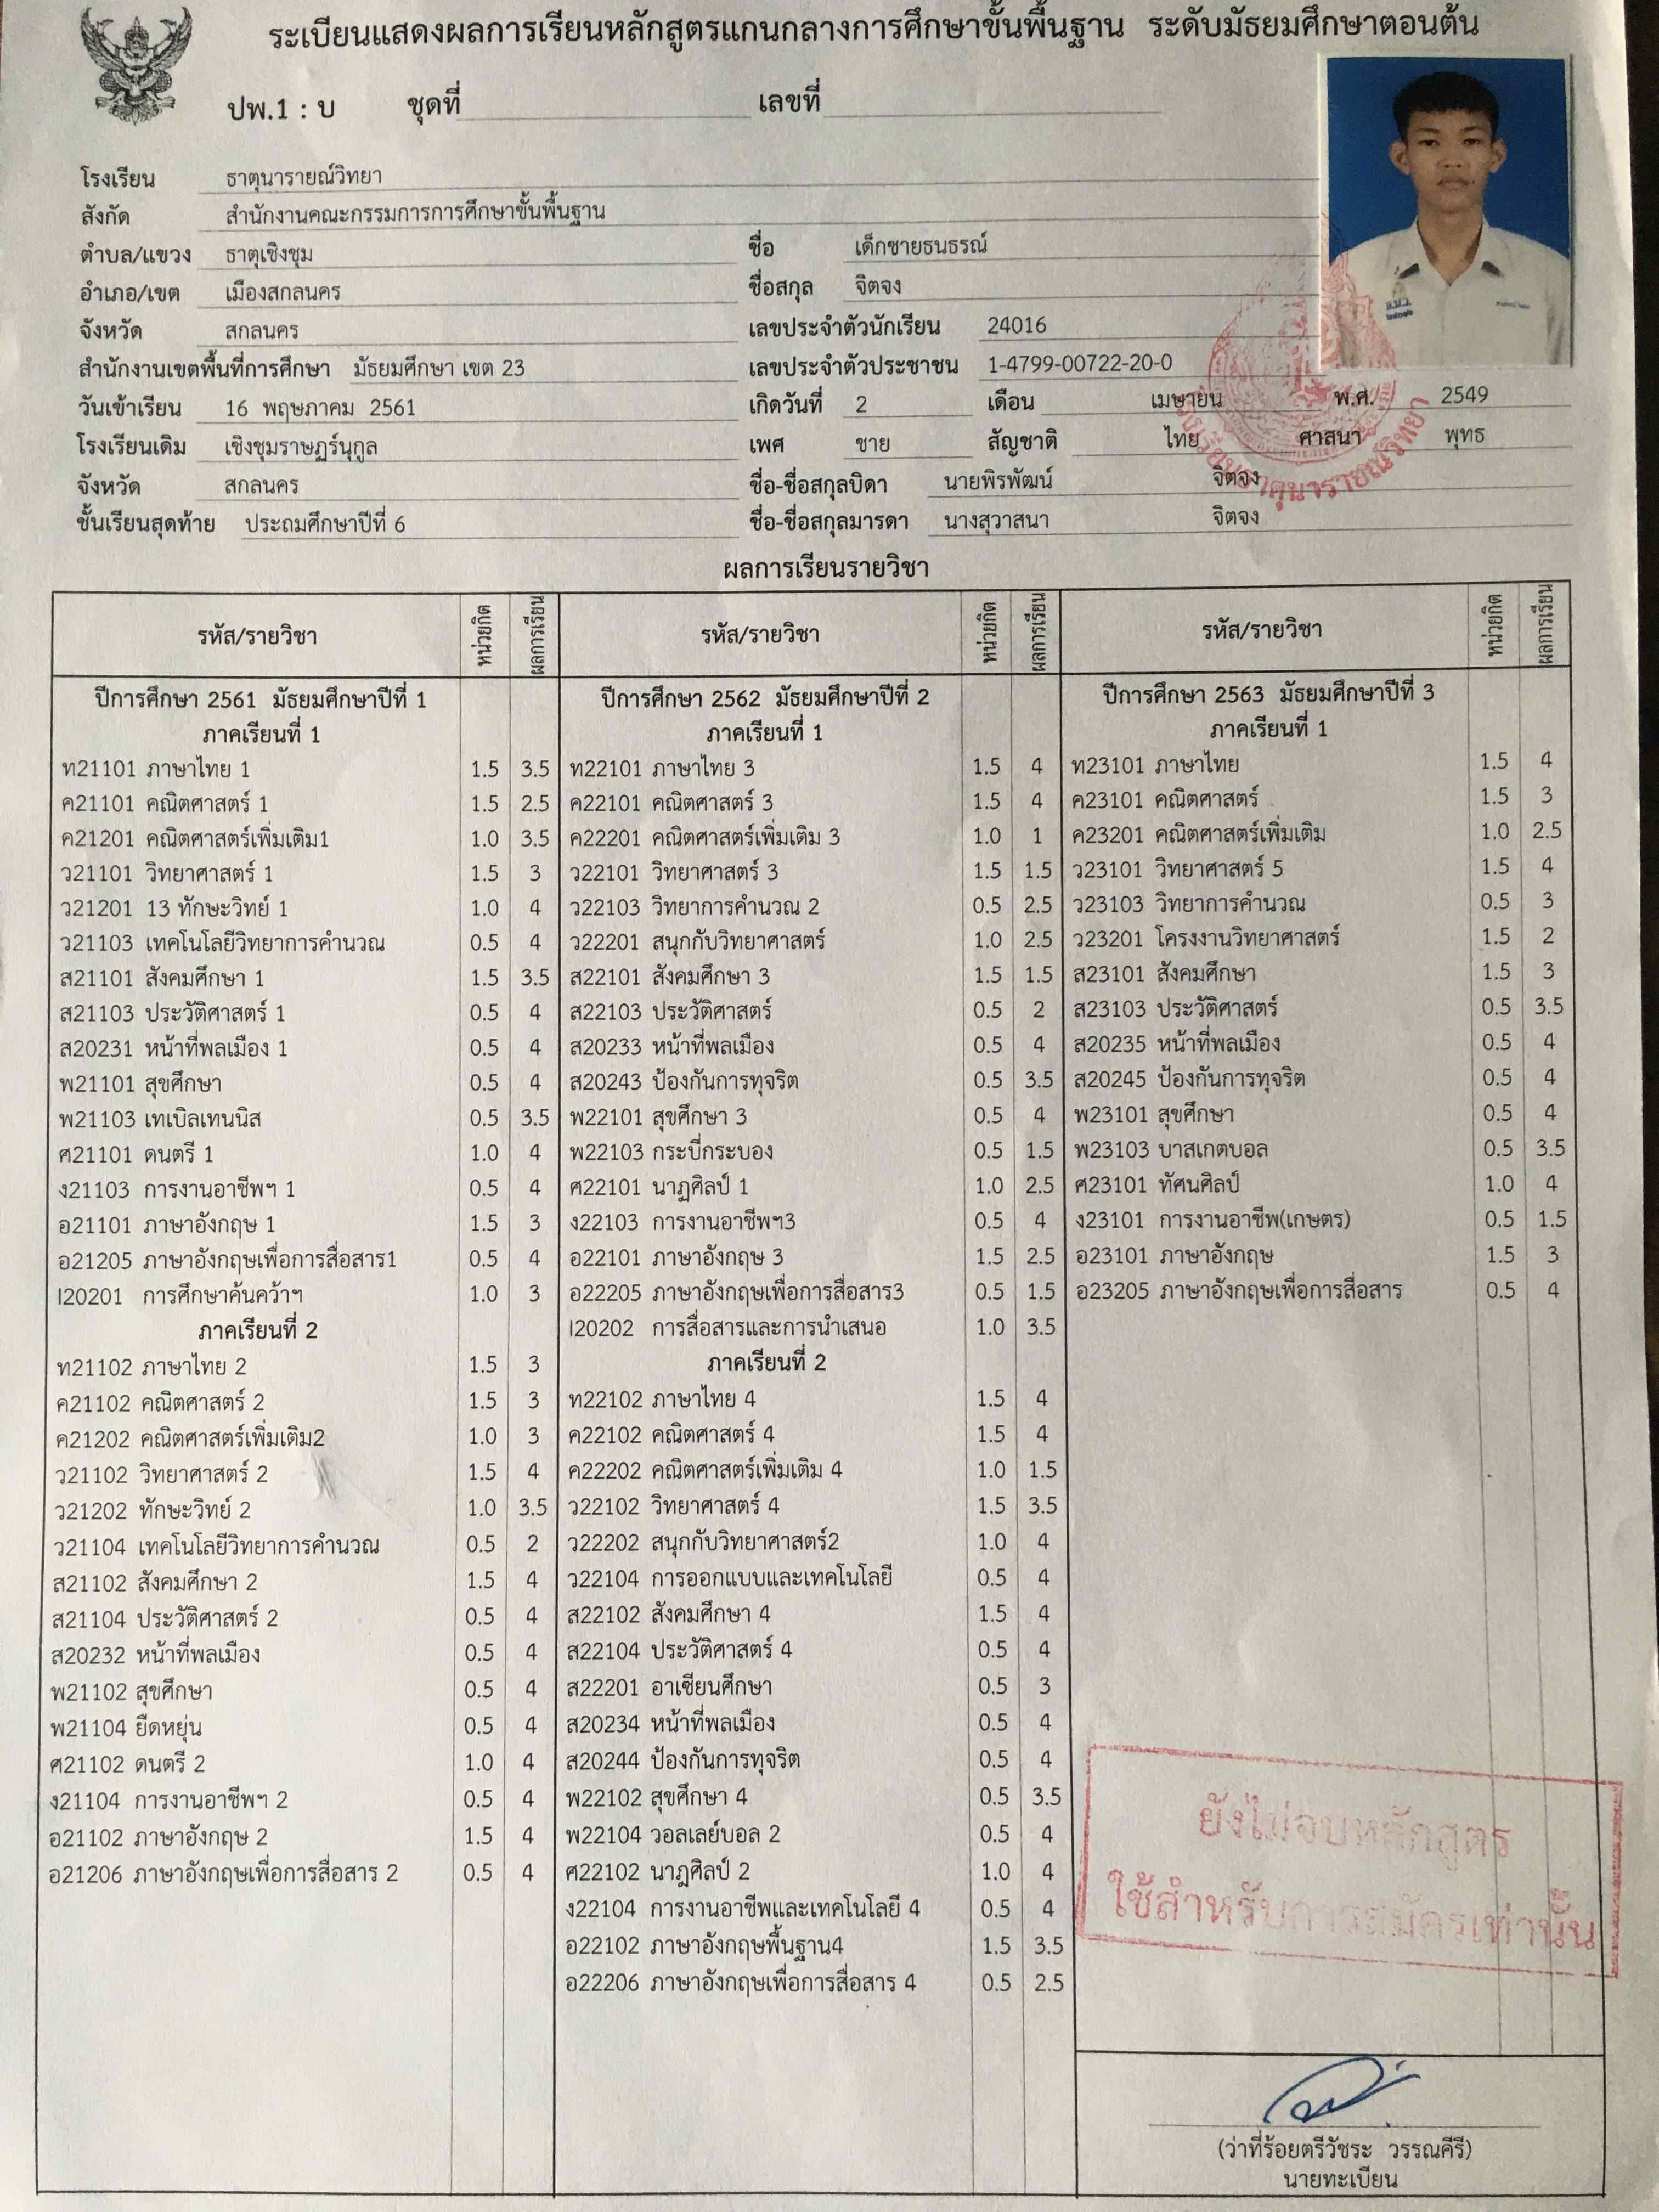 ระเบียนแสดงผลการเรียนหลักสูตรแกนกลางการศึกษาขั้นพื้นฐาน ระดับมัธยมศึกษาตอนต้น
ปพ.1 : บ ชุดที่ เลขที่
โรงเรียน ธาตุนารายณ์วิทยา
สังกัด สำนักงานคณะกรรมการการศึกษาขั้นพื้นฐาน
ตำบล/แขวง ธาตุเชิงชุม
อำเภอ/เขต เมืองสกลนคร
จังหวัด สกลนคร
สำนักงานเขตพื้นที่การศึกษา มัธยมศึกษา เขต 23
วันเข้าเรียน 16 พฤษภาคม 2561
โรงเรียนเดิม เชิงชุมราษฎร์นุกูล
จังหวัด สกลนคร
ชั้นเรียนสุดท้าย ประถมศึกษาปีที่ 6
ชื่อ เด็กชายธนธรณ์
ชื่อสกุล จิตจง
เลขประจำตัวนักเรียน 24016
เลขประจำตัวประชาชน 1-4799-00722-20-0
เกิดวันที่ 2 เดือน เมษายน พ.ศ. 2549
เพศ ชาย สัญชาติ ไทย ศาสนา พุทธ
ชื่อ-ชื่อสกุลบิดา นายพิรพัฒน์ จิตจง
ชื่อ-ชื่อสกุลมารดา นางสุวาสนา จิตจง
โรงเรียนธาตุนารายณ์วิทยา
ผลการเรียนรายวิชา
รหัส/รายวิชา หน่วยกิต ผลการเรียน
ปีการศึกษา 2561 มัธยมศึกษาปีที่ 1
ภาคเรียนที่ 1
ท21101 ภาษาไทย 1 1.5 3.5
ค21101 คณิตศาสตร์ 1 1.5 2.5
ค21201 คณิตศาสตร์เพิ่มเติม1 1.0 3.5
ว21101 วิทยาศาสตร์ 1 1.5 3
ว21201 13 ทักษะวิทย์ 1 1.0 4
ว21103 เทคโนโลยีวิทยาการคำนวณ 0.5 4
ส21101 สังคมศึกษา 1 1.5 3.5
ส21103 ประวัติศาสตร์ 1 0.5 4
ส20231 หน้าที่พลเมือง 1 0.5 4
พ21101 สุขศึกษา 0.5 4
พ21103 เทเบิลเทนนิส 0.5 3.5
ศ21101 ดนตรี 1 1.0 4
ง21103 การงานอาชีพฯ 1 0.5 4
อ21101 ภาษาอังกฤษ 1 1.5 3
อ21205 ภาษาอังกฤษเพื่อการสื่อสาร1 0.5 4
I20201 การศึกษาค้นคว้าฯ 1.0 3
ภาคเรียนที่ 2
ท21102 ภาษาไทย 2 1.5 3
ค21102 คณิตศาสตร์ 2 1.5 3
ค21202 คณิตศาสตร์เพิ่มเติม2 1.0 3
ว21102 วิทยาศาสตร์ 2 1.5 4
ว21202 ทักษะวิทย์ 2 1.0 3.5
ว21104 เทคโนโลยีวิทยาการคำนวณ 0.5 2
ส21102 สังคมศึกษา 2 1.5 4
ส21104 ประวัติศาสตร์ 2 0.5 4
ส20232 หน้าที่พลเมือง 0.5 4
พ21102 สุขศึกษา 0.5 4
พ21104 ยืดหยุ่น 0.5 4
ศ21102 ดนตรี 2 1.0 4
ง21104 การงานอาชีพฯ 2 0.5 4
อ21102 ภาษาอังกฤษ 2 1.5 4
อ21206 ภาษาอังกฤษเพื่อการสื่อสาร 2 0.5 4
รหัส/รายวิชา หน่วยกิต ผลการเรียน
ปีการศึกษา 2562 มัธยมศึกษาปีที่ 2
ภาคเรียนที่ 1
ท22101 ภาษาไทย 3 1.5 4
ค22101 คณิตศาสตร์ 3 1.5 4
ค22201 คณิตศาสตร์เพิ่มเติม 3 1.0 1
ว22101 วิทยาศาสตร์ 3 1.5 1.5
ว22103 วิทยาการคำนวณ 2 0.5 2.5
ว22201 สนุกกับวิทยาศาสตร์ 1.0 2.5
ส22101 สังคมศึกษา 3 1.5 1.5
ส22103 ประวัติศาสตร์ 0.5 2
ส20233 หน้าที่พลเมือง 0.5 4
ส20243 ป้องกันการทุจริต 0.5 3.5
พ22101 สุขศึกษา 3 0.5 4
พ22103 กระบี่กระบอง 0.5 1.5
ศ22101 นาฏศิลป์ 1 1.0 2.5
ง22103 การงานอาชีพฯ3 0.5 4
อ22101 ภาษาอังกฤษ 3 1.5 2.5
อ22205 ภาษาอังกฤษเพื่อการสื่อสาร3 0.5 1.5
I20202 การสื่อสารและการนำเสนอ 1.0 3.5
ภาคเรียนที่ 2
ท22102 ภาษาไทย 4 1.5 4
ค22102 คณิตศาสตร์ 4 1.5 4
ค22202 คณิตศาสตร์เพิ่มเติม 4 1.0 1.5
ว22102 วิทยาศาสตร์ 4 1.5 3.5
ว22202 สนุกกับวิทยาศาสตร์2 1.0 4
ว22104 การออกแบบและเทคโนโลยี 0.5 4
ส22102 สังคมศึกษา 4 1.5 4
ส22104 ประวัติศาสตร์ 4 0.5 4
ส22201 อาเซียนศึกษา 0.5 3
ส20234 หน้าที่พลเมือง 0.5 4
ส20244 ป้องกันการทุจริต 0.5 4
พ22102 สุขศึกษา 4 0.5 3.5
พ22104 วอลเลย์บอล 2 0.5 4
ศ22102 นาฏศิลป์ 2 1.0 4
ง22104 การงานอาชีพและเทคโนโลยี 4 0.5 4
อ22102 ภาษาอังกฤษพื้นฐาน4 1.5 3.5
อ22206 ภาษาอังกฤษเพื่อการสื่อสาร 4 0.5 2.5
รหัส/รายวิชา หน่วยกิต ผลการเรียน
ปีการศึกษา 2563 มัธยมศึกษาปีที่ 3
ภาคเรียนที่ 1
ท23101 ภาษาไทย 1.5 4
ค23101 คณิตศาสตร์ 1.5 3
ค23201 คณิตศาสตร์เพิ่มเติม 1.0 2.5
ว23101 วิทยาศาสตร์ 5 1.5 4
ว23103 วิทยาการคำนวณ 0.5 3
ว23201 โครงงานวิทยาศาสตร์ 1.5 2
ส23101 สังคมศึกษา 1.5 3
ส23103 ประวัติศาสตร์ 0.5 3.5
ส20235 หน้าที่พลเมือง 0.5 4
ส20245 ป้องกันการทุจริต 0.5 4
พ23101 สุขศึกษา 0.5 4
พ23103 บาสเกตบอล 0.5 3.5
ศ23101 ทัศนศิลป์ 1.0 4
ง23101 การงานอาชีพ(เกษตร) 0.5 1.5
อ23101 ภาษาอังกฤษ 1.5 3
อ23205 ภาษาอังกฤษเพื่อการสื่อสาร 0.5 4
ยังไม่จบหลักสูตร
ใช้สำหรับการสมัครเท่านั้น
(ว่าที่ร้อยตรีวัชระ วรรณคีรี)
นายทะเบียน